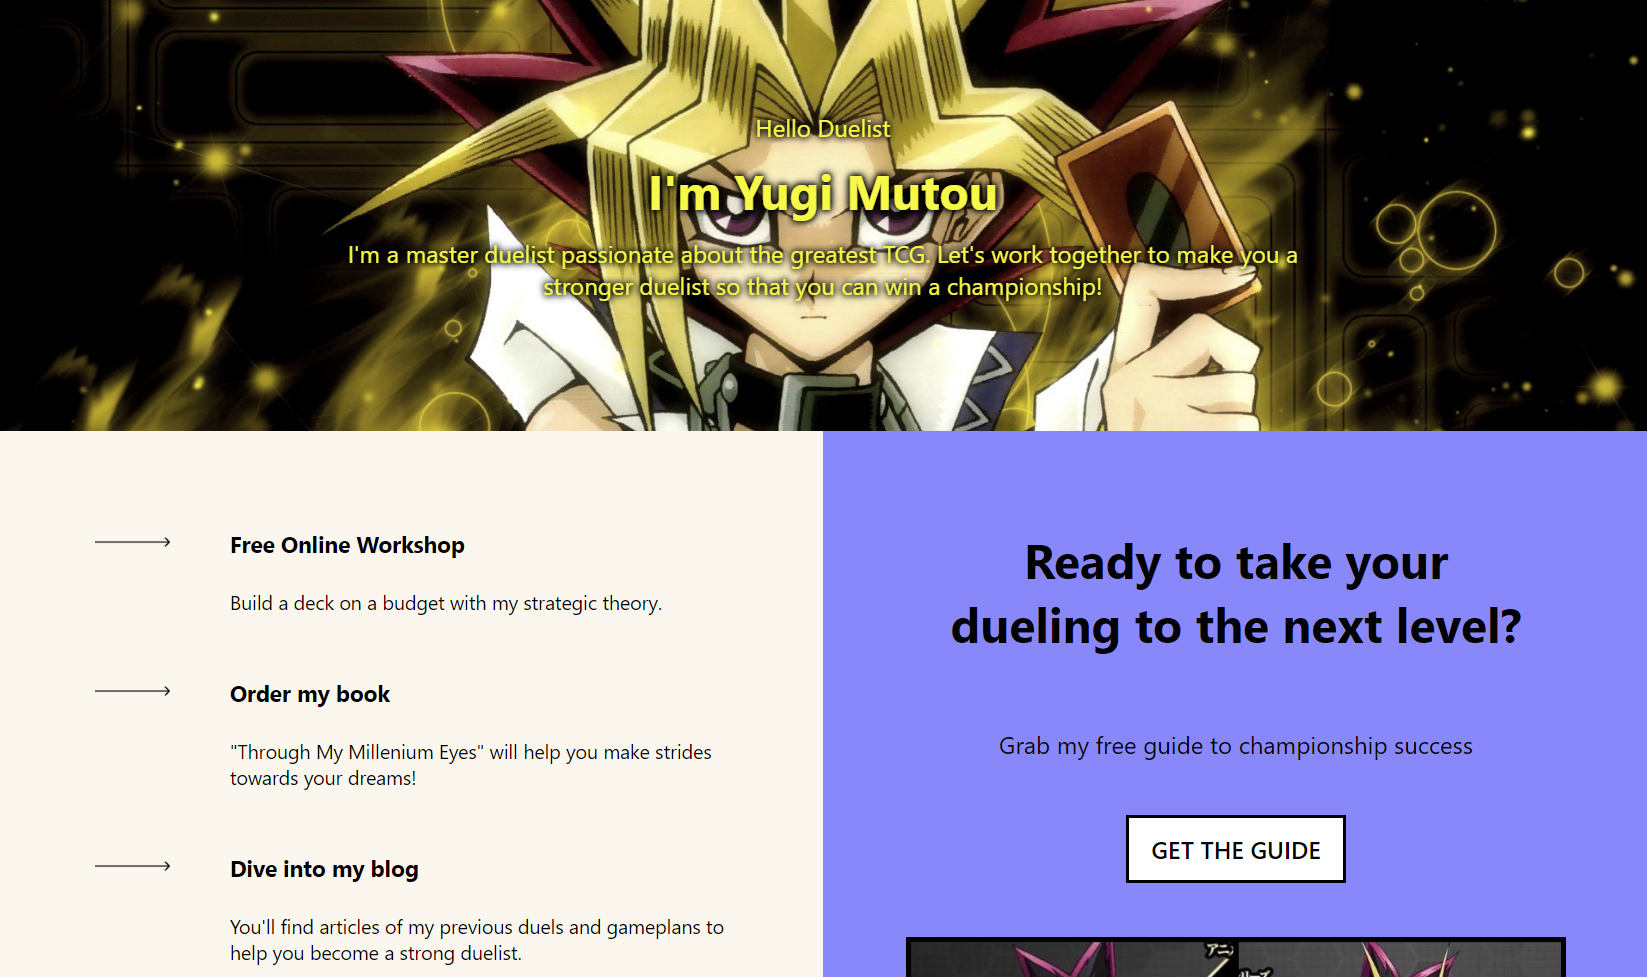 Hello Duelist
I'm Yugi Mutou
I'm a master duelist passionate about the greatest TCG. Let's work together to make you a
stronger duelist so that you can win a championship!
Free Online Workshop
Build a deck on a budget with my strategic theory.
Order my book
"Through My Millenium Eyes" will help you make strides
towards your dreams!
Dive into my blog
You'll find articles of my previous duels and gameplans to
help you become a strong duelist.
Ready to take your
dueling to the next level?
Grab my free guide to championship success
GET THE GUIDE